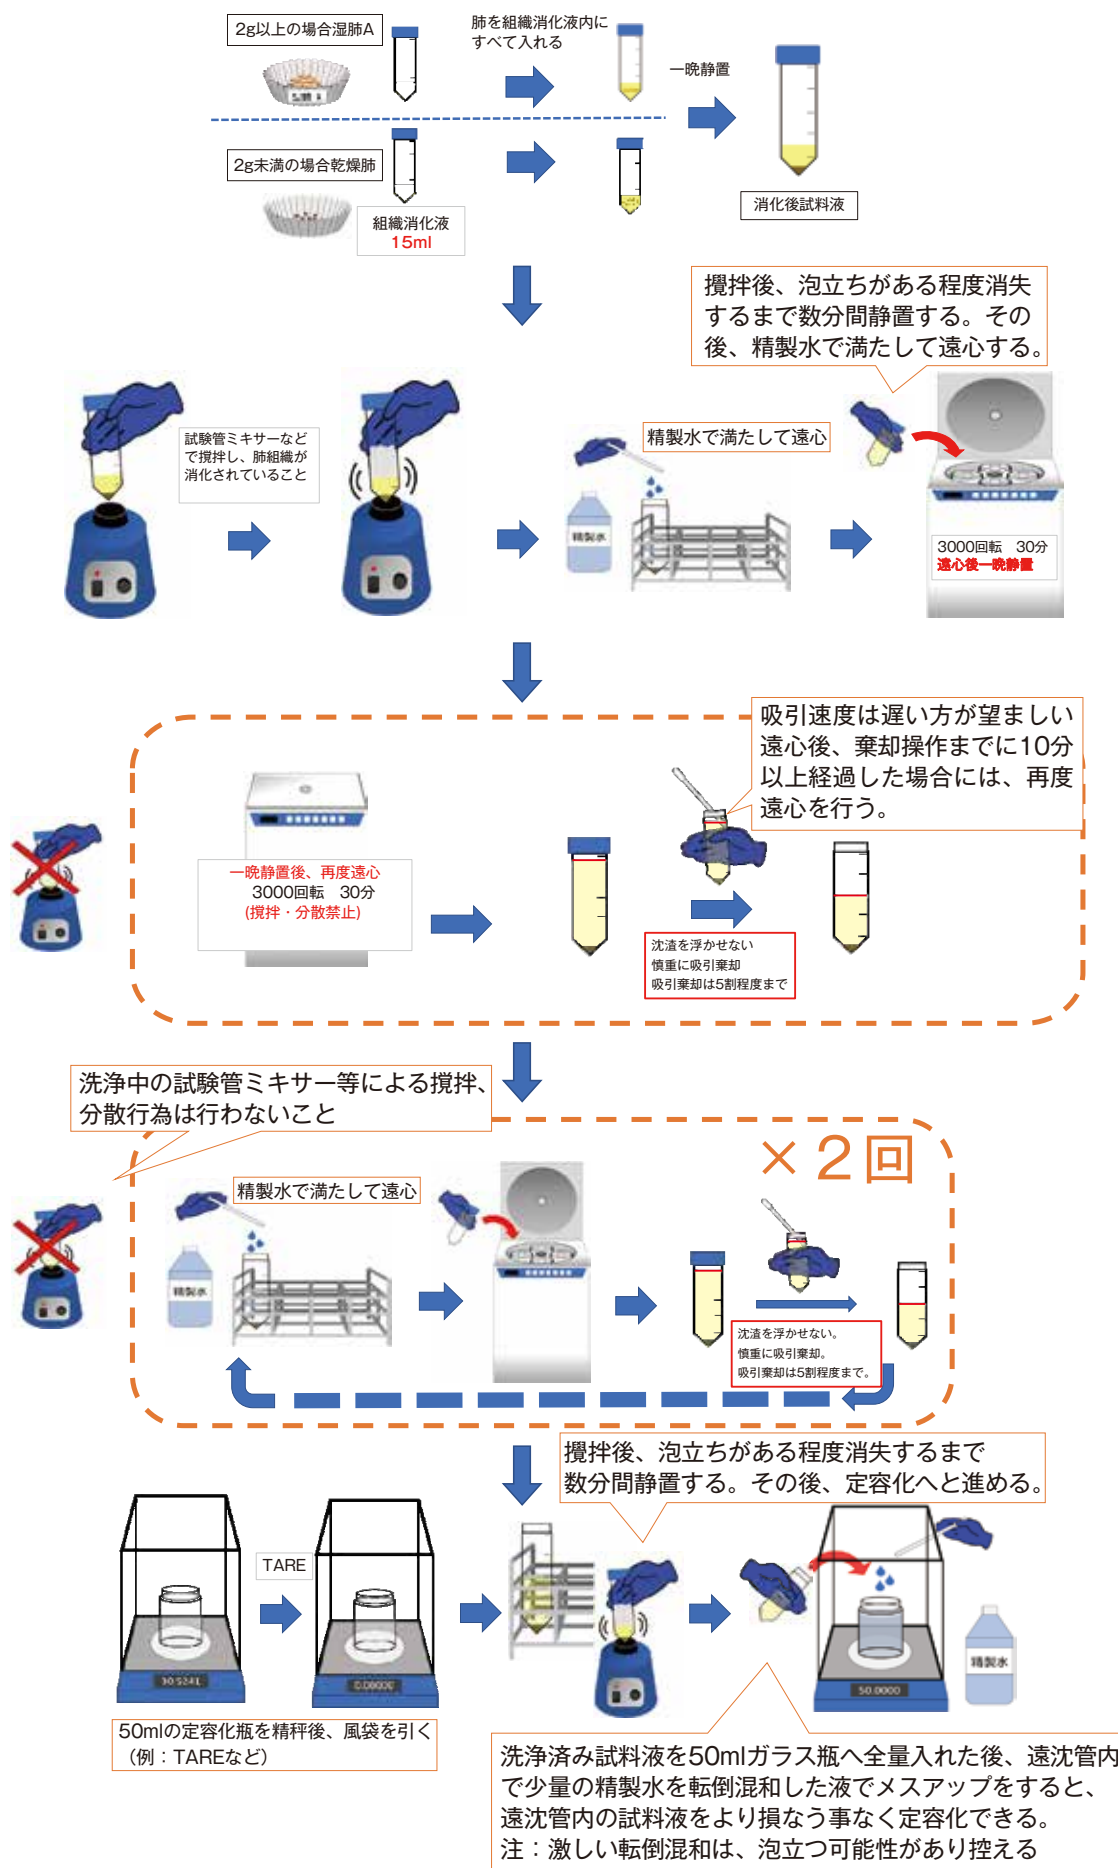 2g以上の場合湿肺A
肺を組織消化液内に
すべて入れる
一晩静置
2g未満の場合乾燥肺
組織消化液
15ml
消化後試料液
攪拌後、泡立ちがある程度消失
するまで数分間静置する。その
後、精製水で満たして遠心する。
試験管ミキサーなど
で撹拌し、肺組織が
消化されていること
精製水で満たして遠心
精製水
3000回転 30分
遠心後一晩静置
吸引速度は遅い方が望ましい
遠心後、棄却操作までに10分
以上経過した場合には、再度
遠心を行う。
一晩静置後、再度遠心
3000回転 30分
(撹拌・分散禁止)
沈渣を浮かせない
慎重に吸引棄却
吸引棄却は5割程度まで
洗浄中の試験管ミキサー等による撹拌、
分散行為は行わないこと
×2回
精製水で満たして遠心
精製水
沈渣を浮かせない。
慎重に吸引棄却。
吸引棄却は5割程度まで。
攪拌後、泡立ちがある程度消失するまで
数分間静置する。その後、定容化へと進める。
TARE
30.5241
0.00000
50.0000
精製水
50mlの定容化瓶を精秤後、風袋を引く
（例：TAREなど）
洗浄済み試料液を50mlガラス瓶へ全量入れた後、遠沈管内
で少量の精製水を転倒混和した液でメスアップをすると、
遠沈管内の試料液をより損なう事なく定容化できる。
注：激しい転倒混和は、泡立つ可能性があり控える